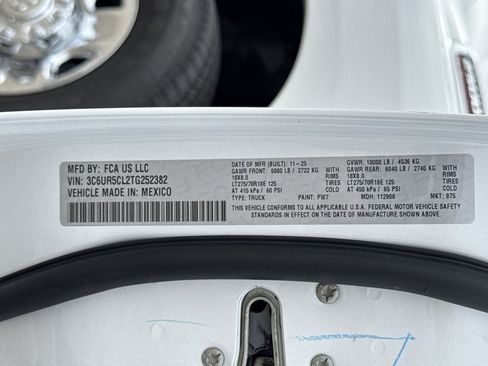 MFD BY: FCA US LLC
VIN: 3C6UR5CL2TG252382
VEHICLE MADE IN: MEXICO
DATE OF MFR (BUILT): 11-25
GAWR FRONT: 6000 LB / 2722 KG WITH
18X8.0 RIMS
LT275/70R18E 125 TIRES
AT 415 kPa / 60 PSI COLD
TYPE: TRUCK PAINT: PW7
GVWR: 10000 LB / 4536 KG
GAWR REAR: 6040 LB / 2740 KG WITH
18X8.0 RIMS
LT275/70R18E 125 TIRES
AT 450 kPa / 65 PSI COLD
MDH: 112908 MKT: 875
THIS VEHICLE CONFORMS TO ALL APPLICABLE U.S.A. FEDERAL MOTOR VEHICLE SAFETY
STANDARDS IN EFFECT ON THE DATE OF MANUFACTURE SHOWN ABOVE.